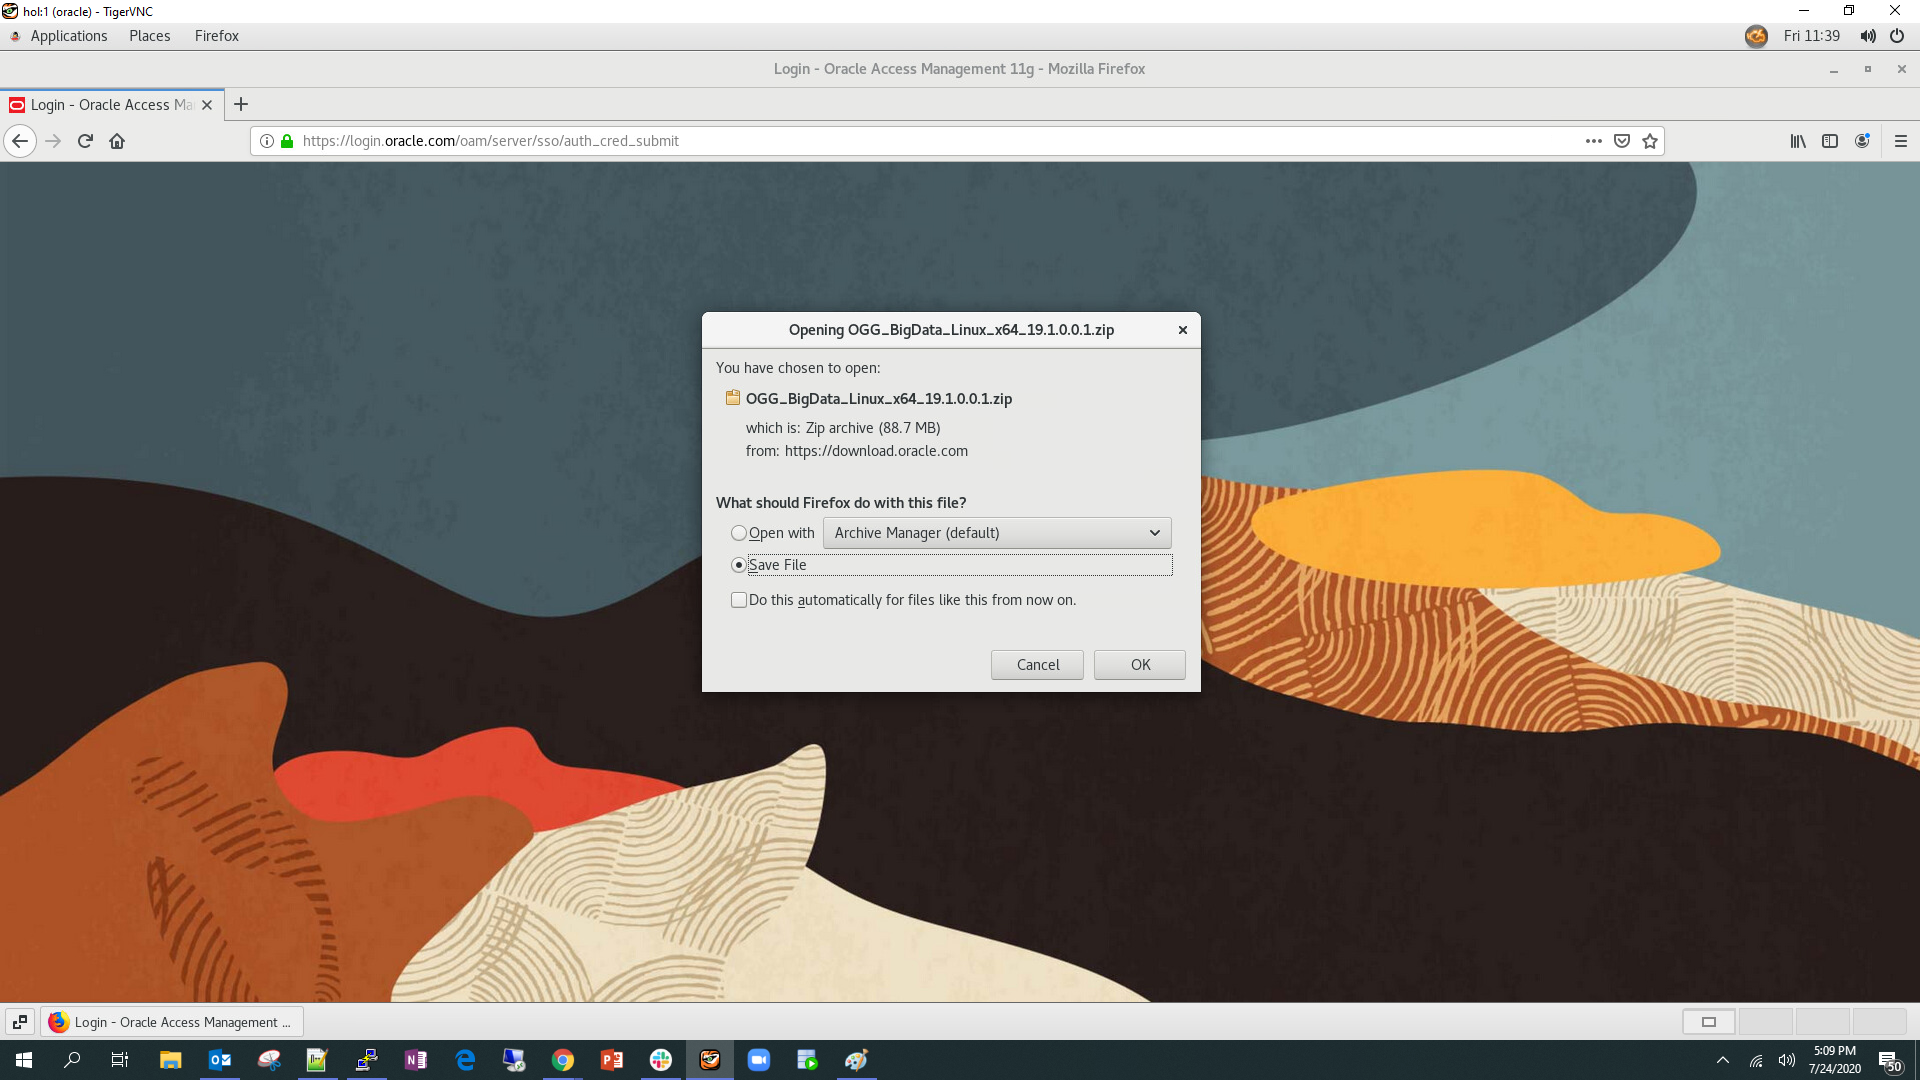 hol:1 (oracle) - TigerVNC
Applications Places Firefox
Fri 11:39
Login - Oracle Access Management 11g - Mozilla Firefox
Login - Oracle Access Ma
https://login.oracle.com/oam/server/sso/auth_cred_submit
Opening OGG_BigData_Linux_x64_19.1.0.0.1.zip
You have chosen to open:
OGG_BigData_Linux_x64_19.1.0.0.1.zip
which is: Zip archive (88.7 MB)
from: https://download.oracle.com
What should Firefox do with this file?
Open with Archive Manager (default)
Save File
Do this automatically for files like this from now on.
Cancel OK
Login - Oracle Access Management ...
5:09 PM
7/24/2020
50